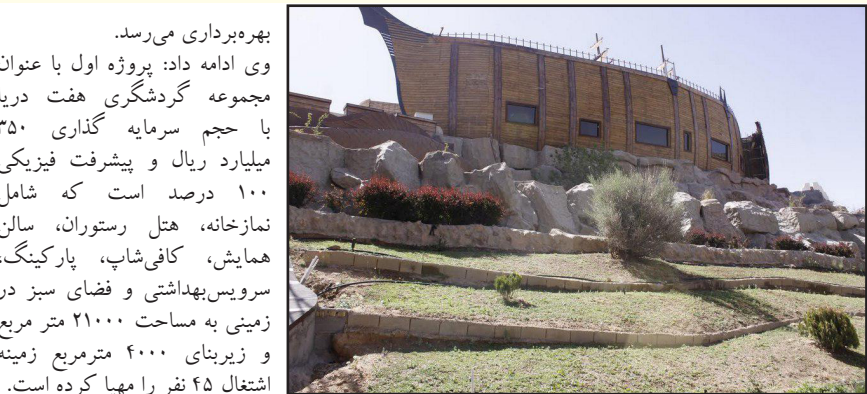 بهره‌برداری می‌رسد.
وی ادامه داد: پروژه اول با عنوان
مجموعه گردشگری هفت دریا
با حجم سرمایه گذاری ۳۵۰
میلیارد ریال و پیشرفت فیزیکی
۱۰۰ درصد است که شامل
نمازخانه، هتل رستوران، سالن
همایش، کافی‌شاپ، پارکینگ،
سرویس‌بهداشتی و فضای سبز در
زمینی به مساحت ۲۱۰۰۰ متر مربع
و زیربنای ۴۰۰۰ مترمربع زمینه
اشتغال ۴۵ نفر را مهیا کرده است.